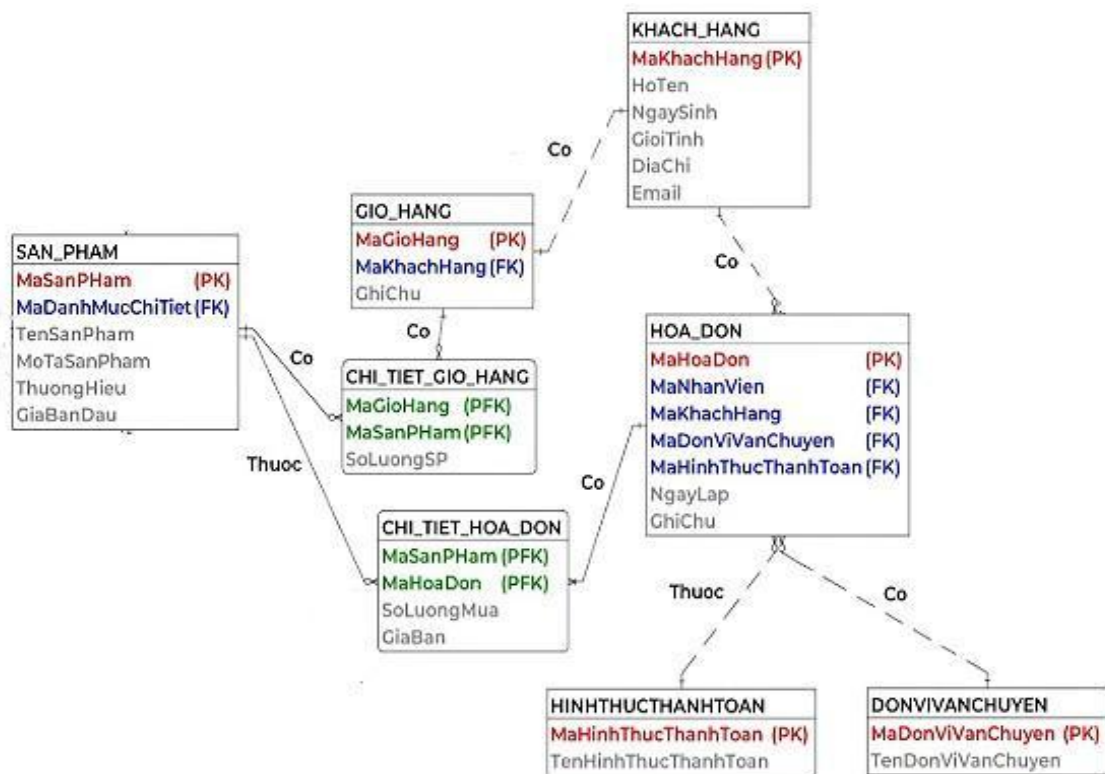 KHACH_HANG
MaKhachHang (PK)
HoTen
NgaySinh
GioiTinh
DiaChi
Email
Co
GIO_HANG
MaGioHang (PK)
MaKhachHang (FK)
GhiChu
SAN_PHAM
MaSanPHam (PK)
MaDanhMucChiTiet (FK)
TenSanPham
MoTaSanPham
ThuongHieu
GiaBanDau
Co
Co
Co
CHI_TIET_GIO_HANG
MaGioHang (PFK)
MaSanPHam (PFK)
SoLuongSP
HOA_DON
MaHoaDon (PK)
MaNhanVien (FK)
MaKhachHang (FK)
MaDonViVanChuyen (FK)
MaHinhThucThanhToan (FK)
NgayLap
GhiChu
Thuoc
Co
CHI_TIET_HOA_DON
MaSanPHam (PFK)
MaHoaDon (PFK)
SoLuongMua
GiaBan
Thuoc
Co
HINHTHUCTHANHTOAN
MaHinhThucThanhToan (PK)
TenHinhThucThanhToan
DONVIVANCHUYEN
MaDonViVanChuyen (PK)
TenDonViVanChuyen